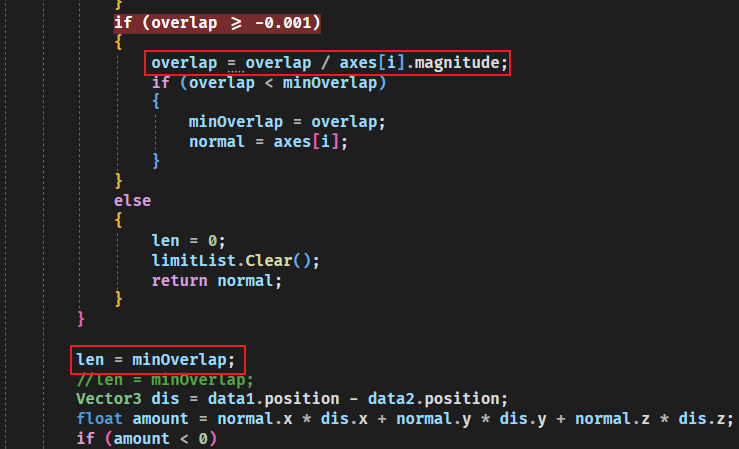 }
if (overlap >= -0.001)
{
overlap = overlap / axes[i].magnitude;
if (overlap < minOverlap)
{
minOverlap = overlap;
normal = axes[i];
}
}
else
{
len = 0;
limitList.Clear();
return normal;
}
}
len = minOverlap;
//len = minOverlap;
Vector3 dis = data1.position - data2.position;
float amount = normal.x * dis.x + normal.y * dis.y + normal.z * dis.z;
if (amount < 0)